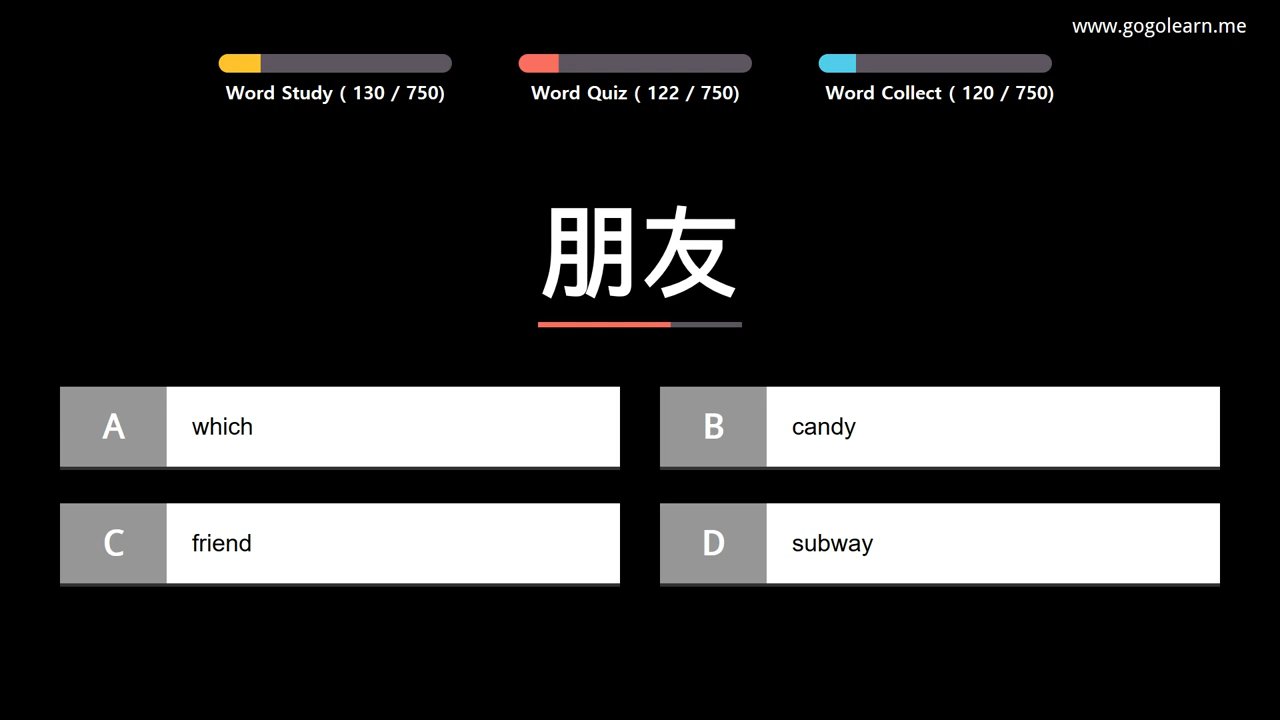 www.gogolearn.me
Word Study ( 130 / 750)
Word Quiz ( 122 / 750)
Word Collect ( 120 / 750)
朋友
A which
B candy
C friend
D subway